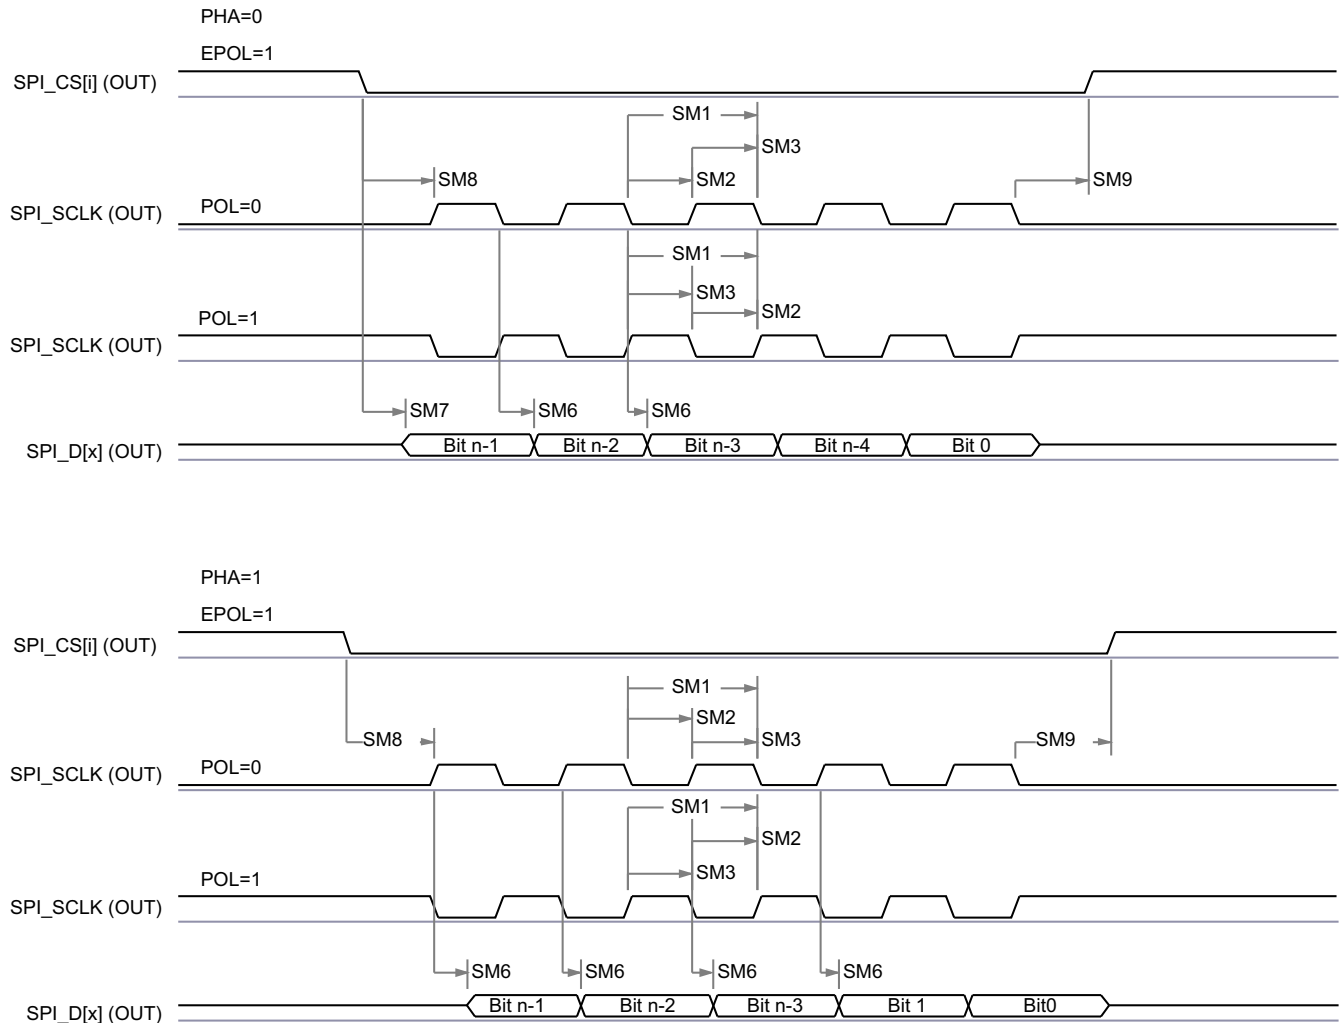 PHA=0
EPOL=1
SPI_CS[i] (OUT)
SM1
SM3
SM8
SM2
SM9
SPI_SCLK (OUT)
POL=0
SM1
SM3
SM2
POL=1
SPI_SCLK (OUT)
SM7
SM6
SM6
SPI_D[x] (OUT)
Bit n-1
Bit n-2
Bit n-3
Bit n-4
Bit 0
PHA=1
EPOL=1
SPI_CS[i] (OUT)
SM1
SM2
SM8
SM3
SM9
SPI_SCLK (OUT)
POL=0
SM1
SM2
SM3
POL=1
SPI_SCLK (OUT)
SM6
SM6
SM6
SM6
SPI_D[x] (OUT)
Bit n-1
Bit n-2
Bit n-3
Bit 1
Bit0